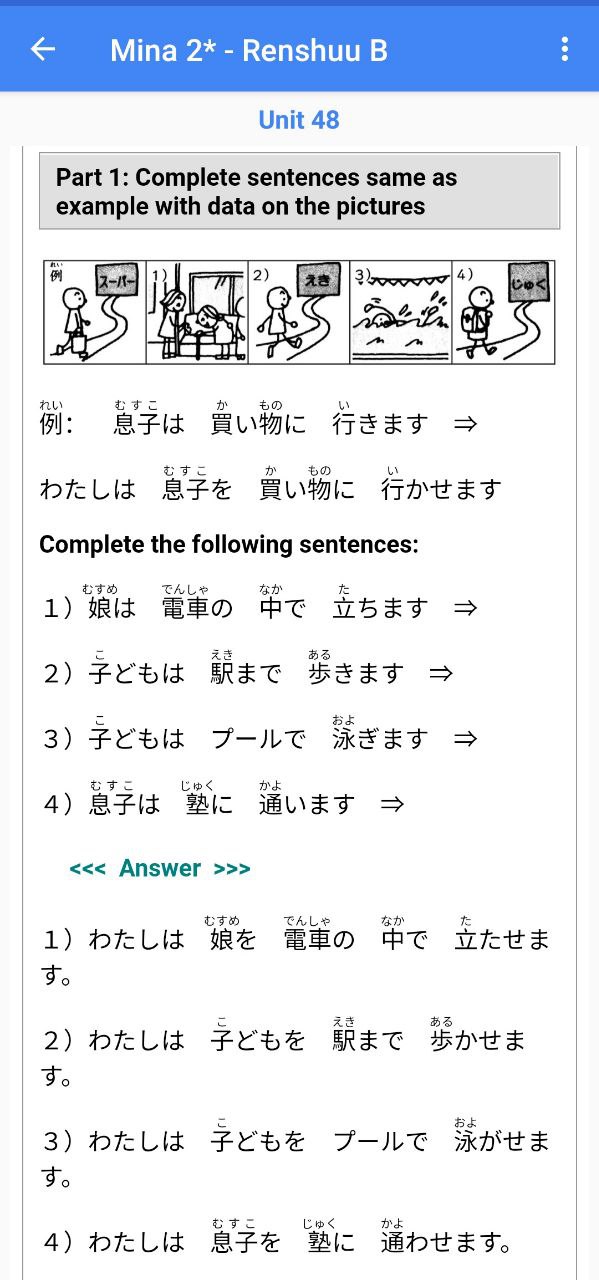 Mina 2* - Renshuu B
Unit 48
Part 1: Complete sentences same as
example with data on the pictures
れい
例
スーパー
1)
2)
えき
3)
4)
じゅく
れい むすこ か もの い
例： 息子は 買い物に 行きます ⇒
むすこ か もの い
わたしは 息子を 買い物に 行かせます
Complete the following sentences:
むすめ でんしゃ なか た
１）娘は 電車の 中で 立ちます ⇒
こ えき ある
２）子どもは 駅まで 歩きます ⇒
こ およ
３）子どもは プールで 泳ぎます ⇒
むすこ じゅく かよ
４）息子は 塾に 通います ⇒
<<< Answer >>>
むすめ でんしゃ なか た
１）わたしは 娘を 電車の 中で 立たせま
す。
こ えき ある
２）わたしは 子どもを 駅まで 歩かせま
す。
こ およ
３）わたしは 子どもを プールで 泳がせま
す。
むすこ じゅく かよ
４）わたしは 息子を 塾に 通わせます。